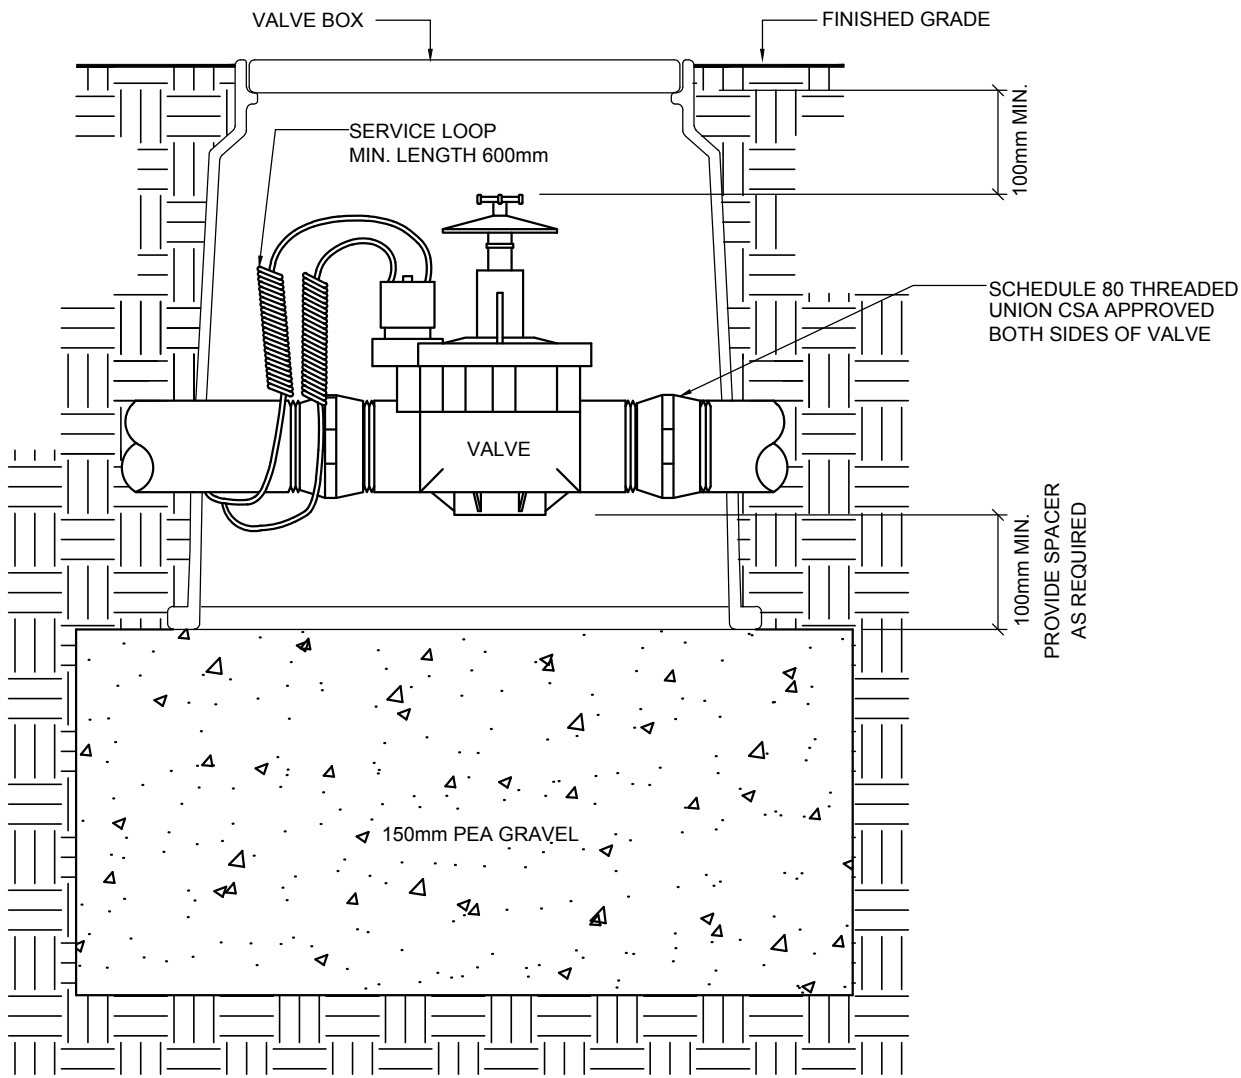 VALVE BOX
FINISHED GRADE
SERVICE LOOP
MIN. LENGTH 600mm
100mm MIN.
SCHEDULE 80 THREADED
UNION CSA APPROVED
BOTH SIDES OF VALVE
VALVE
100mm MIN.
PROVIDE SPACER
AS REQUIRED
150mm PEA GRAVEL